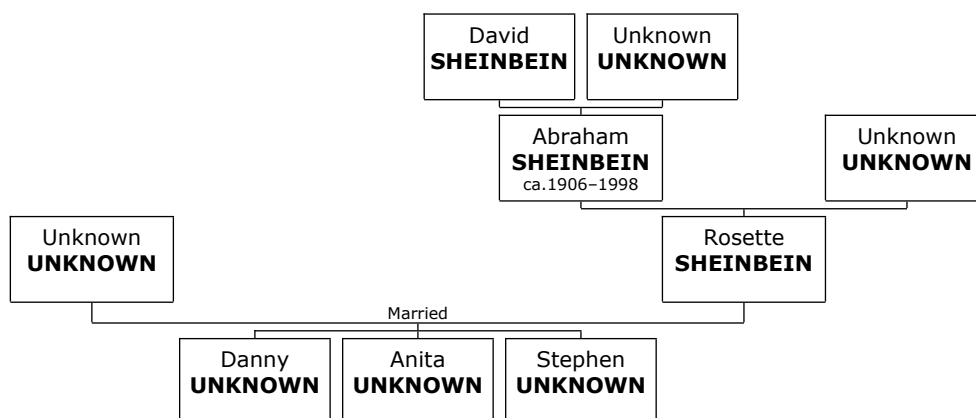 David
SHEINBEIN
Unknown
UNKNOWN
Abraham
SHEINBEIN
ca.1906–1998
Unknown
UNKNOWN
Unknown
UNKNOWN
Rosette
SHEINBEIN
Married
Danny
UNKNOWN
Anita
UNKNOWN
Stephen
UNKNOWN